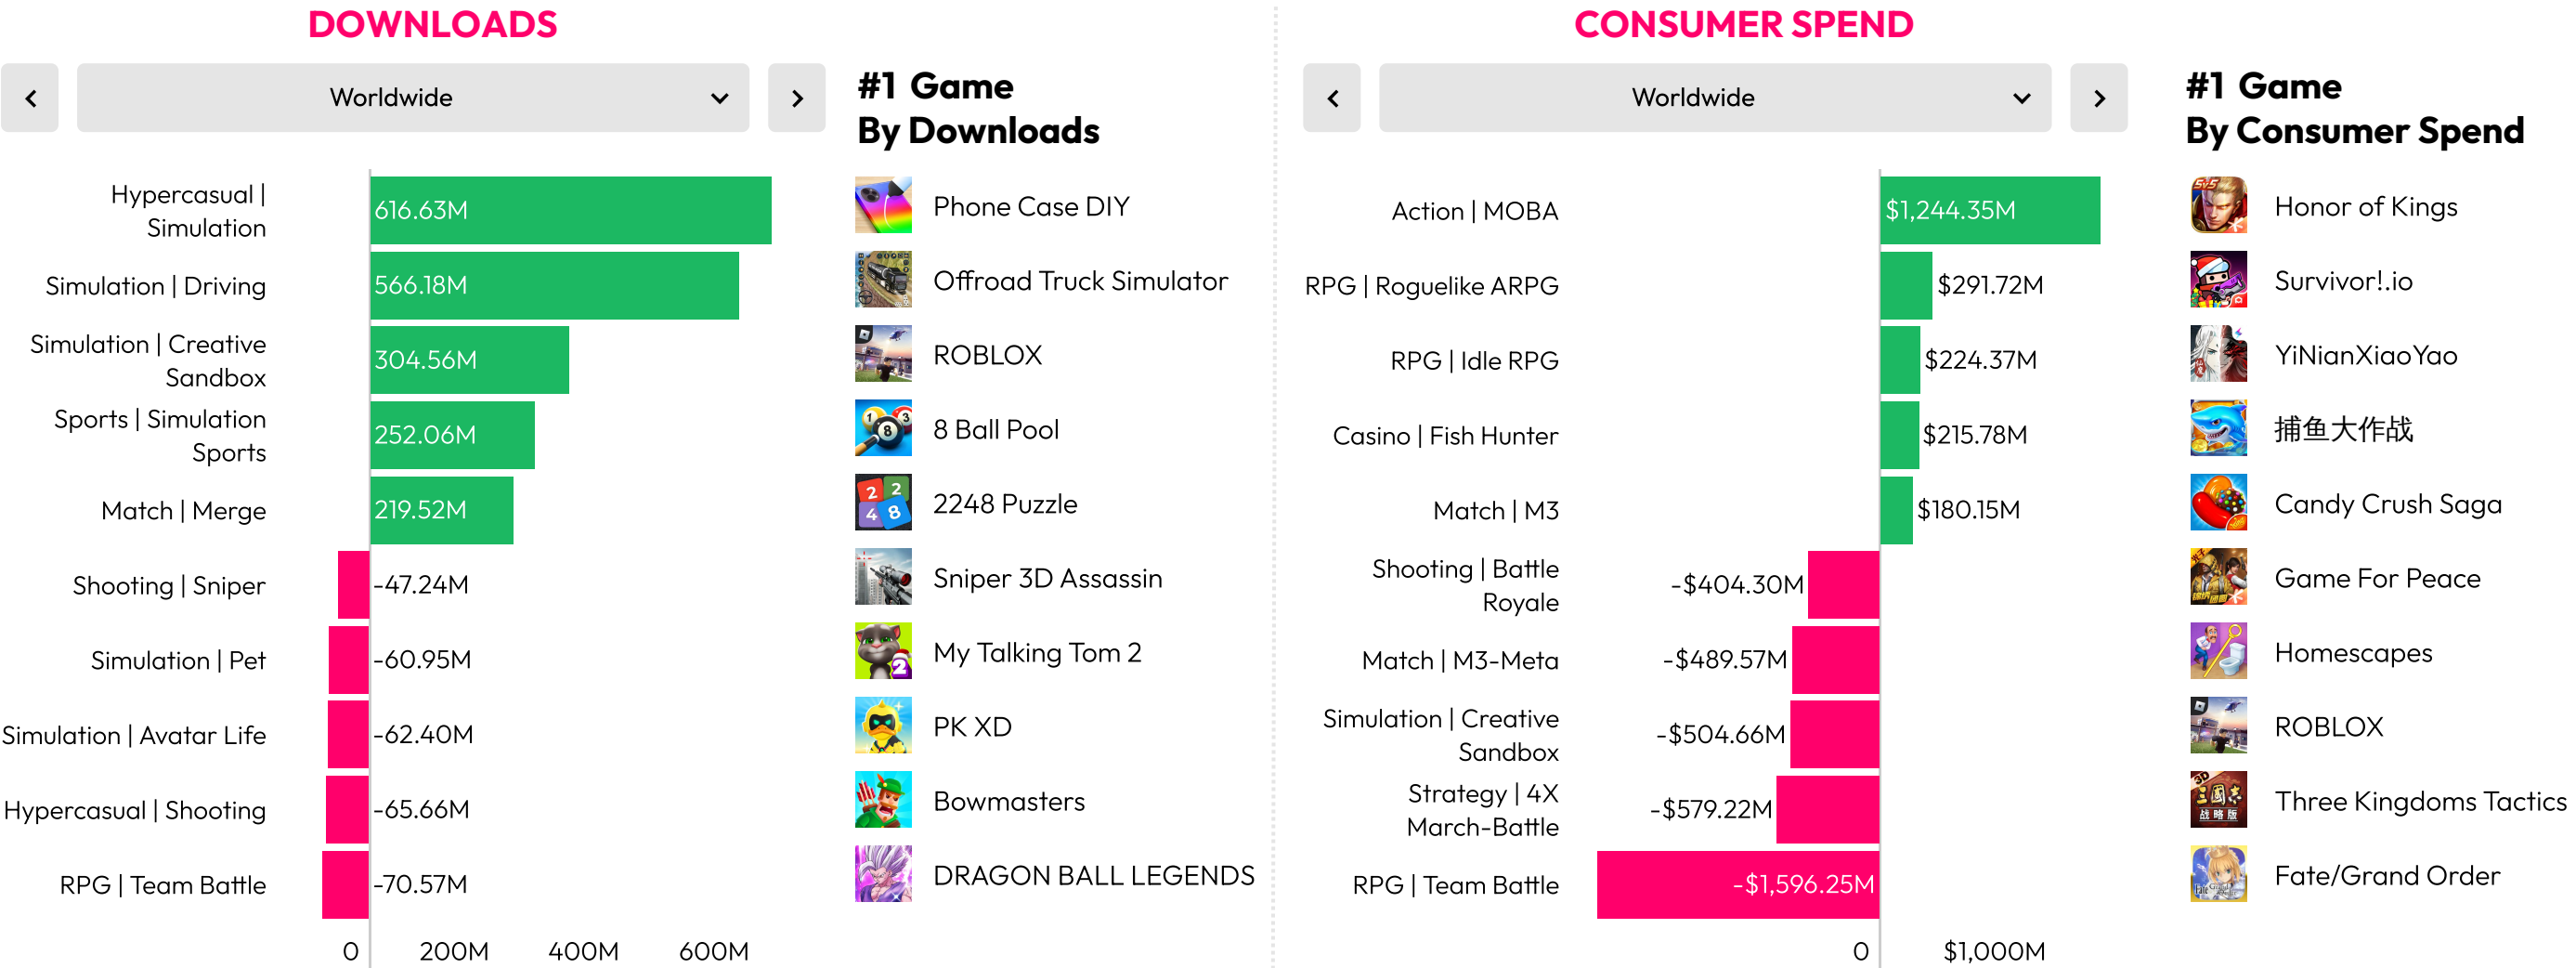 DOWNLOADS
Worldwide
#1 Game
By Downloads
Hypercasual |
Simulation
616.63M
Phone Case DIY
Simulation | Driving
566.18M
Offroad Truck Simulator
Simulation | Creative
Sandbox
304.56M
ROBLOX
Sports | Simulation
Sports
252.06M
8 Ball Pool
Match | Merge
219.52M
2248 Puzzle
Shooting | Sniper
-47.24M
Sniper 3D Assassin
Simulation | Pet
-60.95M
My Talking Tom 2
Simulation | Avatar Life
-62.40M
PK XD
Hypercasual | Shooting
-65.66M
Bowmasters
RPG | Team Battle
-70.57M
DRAGON BALL LEGENDS
0 200M 400M 600M
CONSUMER SPEND
Worldwide
#1 Game
By Consumer Spend
Action | MOBA
$1,244.35M
Honor of Kings
RPG | Roguelike ARPG
$291.72M
Survivor!.io
RPG | Idle RPG
$224.37M
YiNianXiaoYao
Casino | Fish Hunter
$215.78M
捕鱼大作战
Match | M3
$180.15M
Candy Crush Saga
Shooting | Battle
Royale
-$404.30M
Game For Peace
Match | M3-Meta
-$489.57M
Homescapes
Simulation | Creative
Sandbox
-$504.66M
ROBLOX
Strategy | 4X
March-Battle
-$579.22M
Three Kingdoms Tactics
RPG | Team Battle
-$1,596.25M
Fate/Grand Order
0 $1,000M